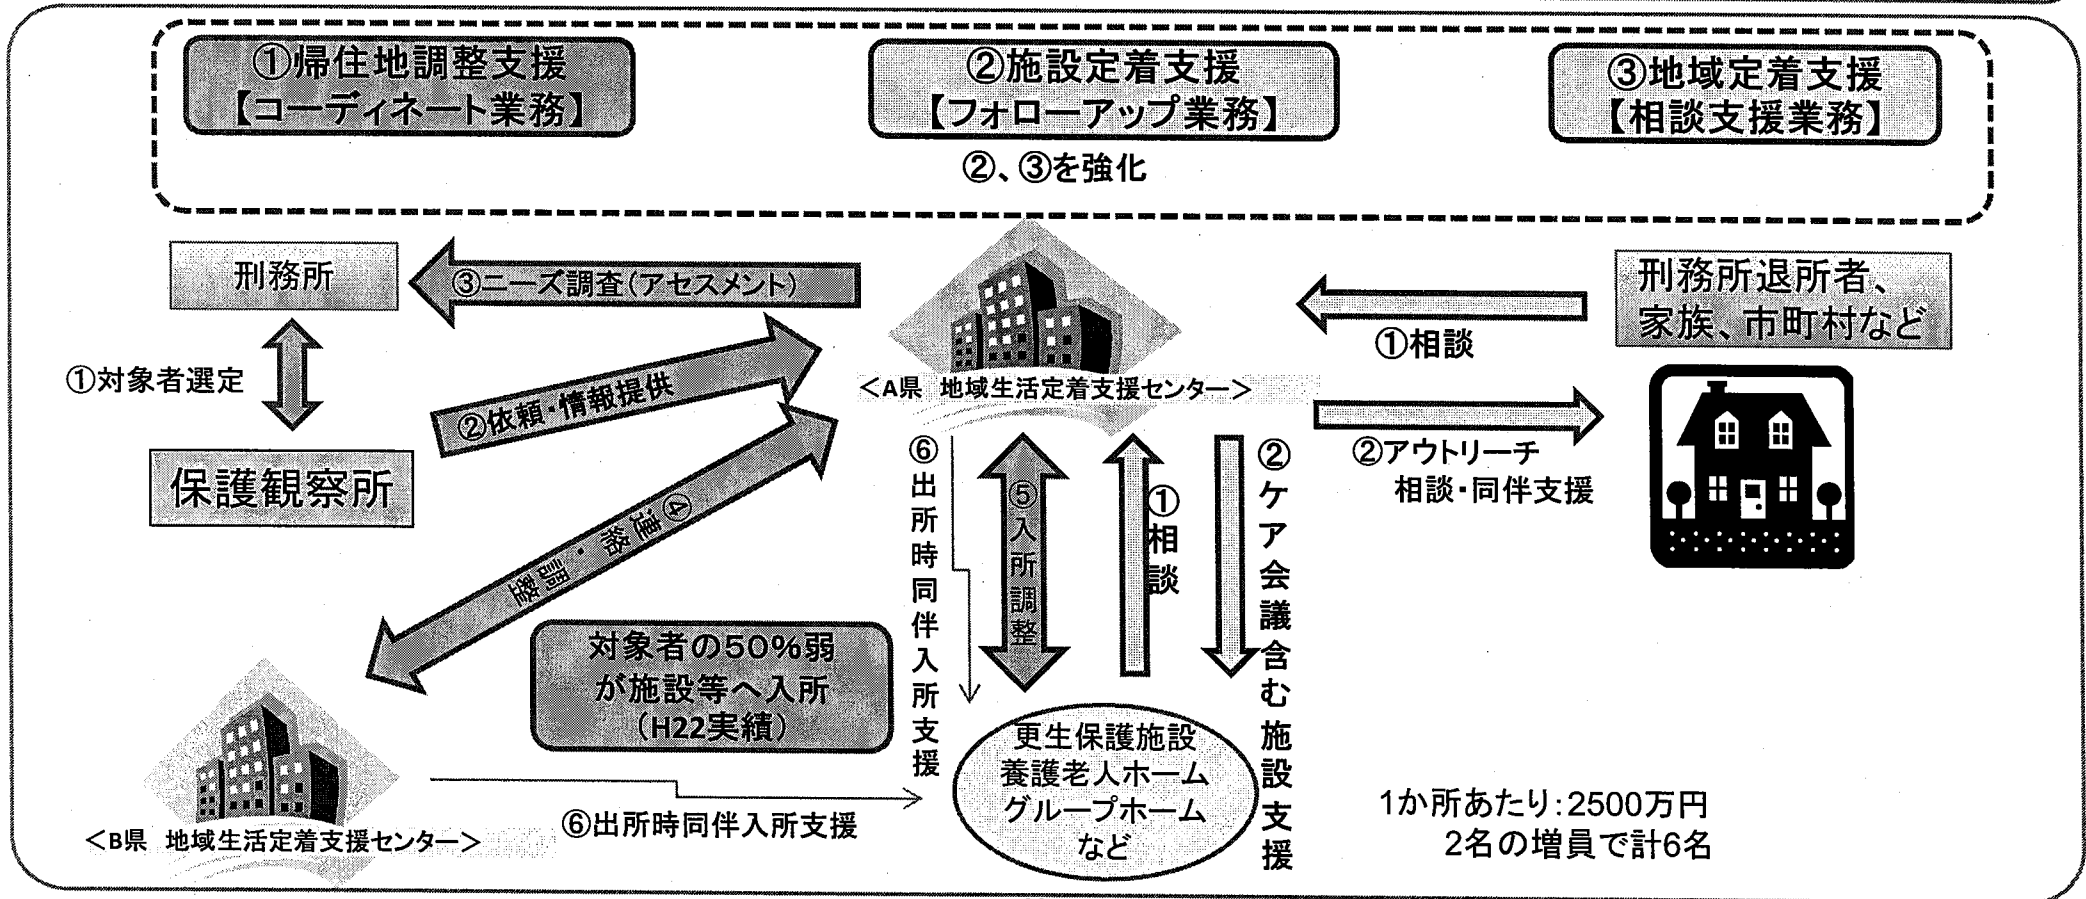 ①帰住地調整支援
【コーディネート業務】
②施設定着支援
【フォローアップ業務】
③地域定着支援
【相談支援業務】
②、③を強化
刑務所
③ニーズ調査(アセスメント)
刑務所退所者、
家族、市町村など
①相談
①対象者選定
②依頼・情報提供
<A県 地域生活定着支援センター>
②アウトリーチ
相談・同伴支援
保護観察所
④連絡・調整
⑥出所時同伴入所支援
⑤入所調整
①相談
②ケア会議含む施設支援
対象者の50%弱
が施設等へ入所
(H22実績)
更生保護施設
養護老人ホーム
グループホーム
など
<B県 地域生活定着支援センター>
⑥出所時同伴入所支援
1か所あたり:2500万円
2名の増員で計6名